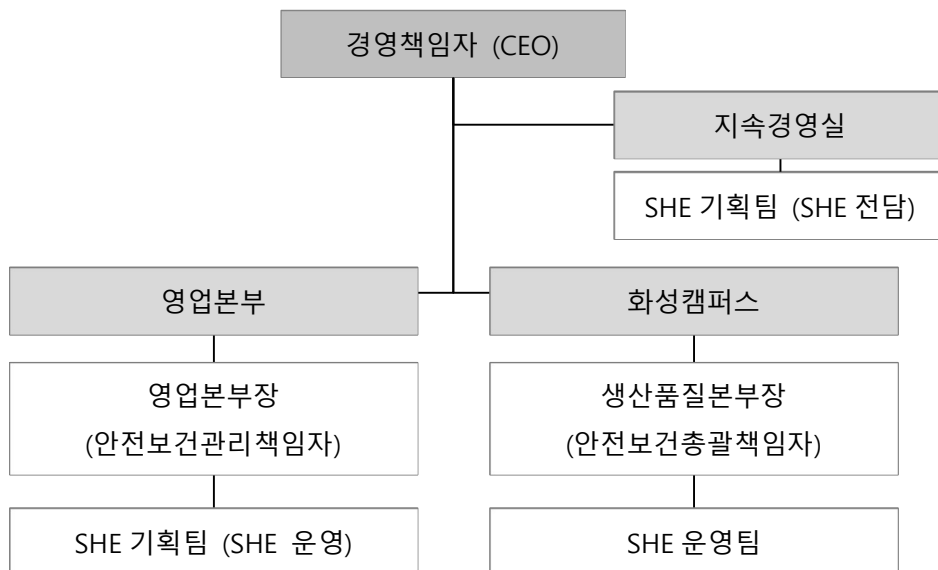 경영책임자 (CEO)
지속경영실
SHE 기획팀 (SHE 전담)
영업본부
화성캠퍼스
영업본부장
(안전보건관리책임자)
생산품질본부장
(안전보건총괄책임자)
SHE 기획팀 (SHE 운영)
SHE 운영팀